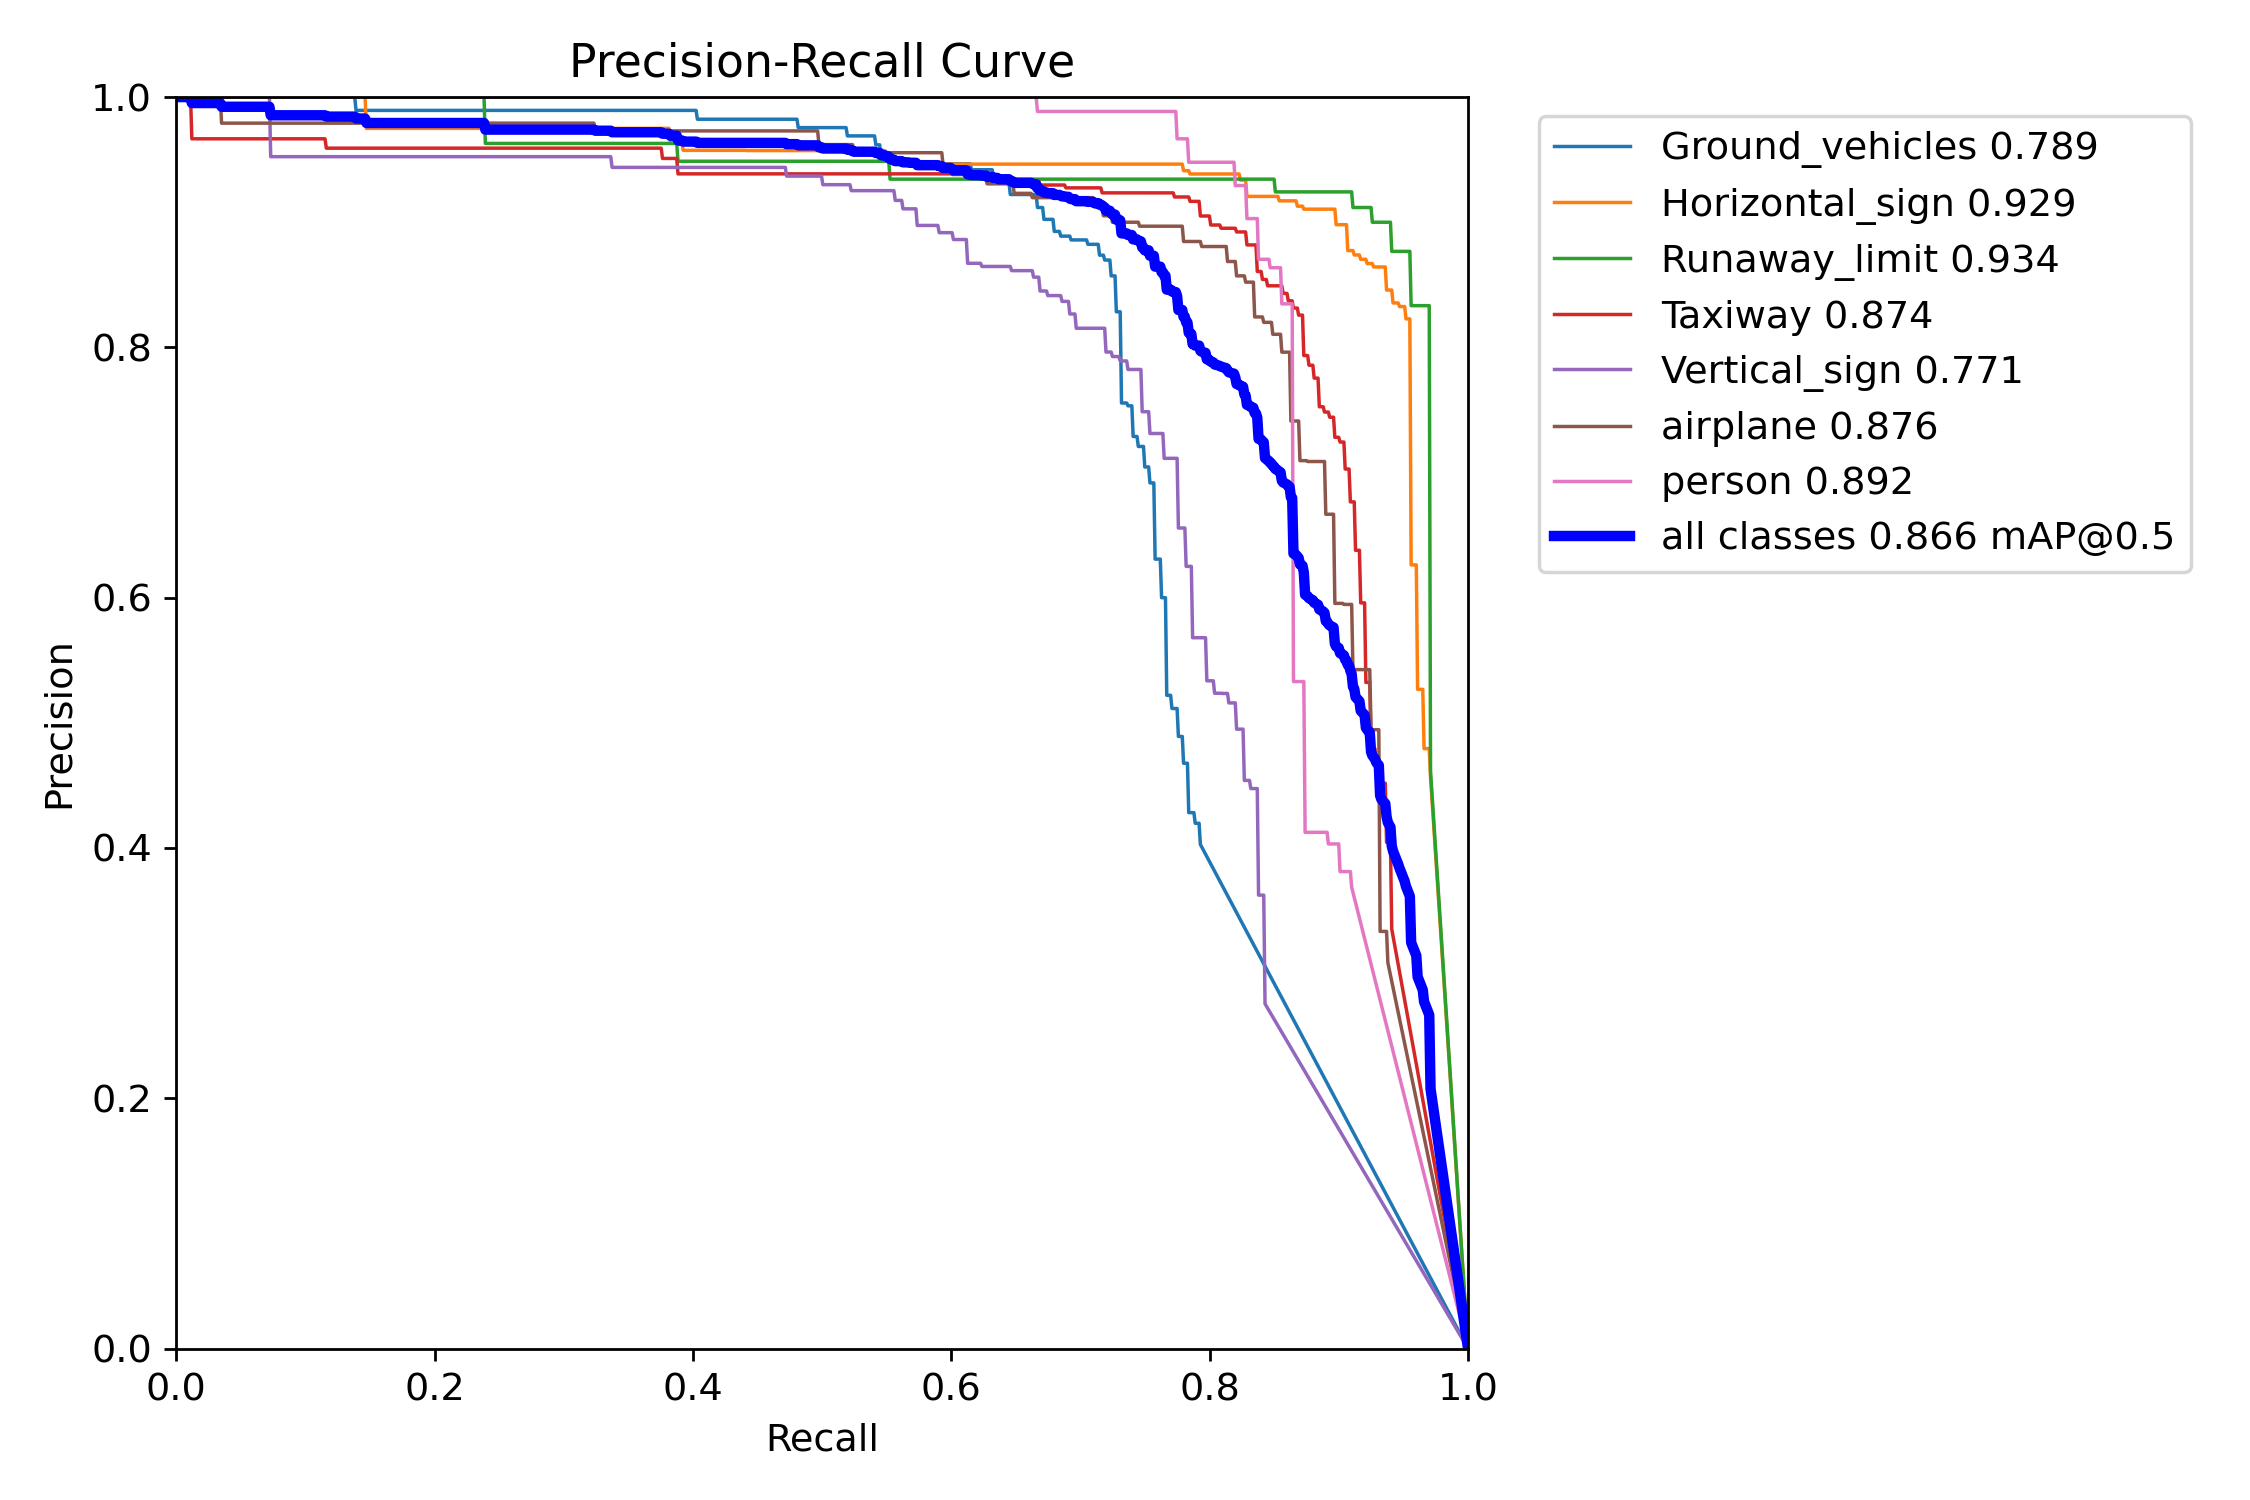 Precision-Recall Curve
1.0
0.8
0.6
0.4
0.2
0.0
Precision
0.0 0.2 0.4 0.6 0.8 1.0
Recall
Ground_vehicles 0.789
Horizontal_sign 0.929
Runaway_limit 0.934
Taxiway 0.874
Vertical_sign 0.771
airplane 0.876
person 0.892
all classes 0.866 mAP@0.5